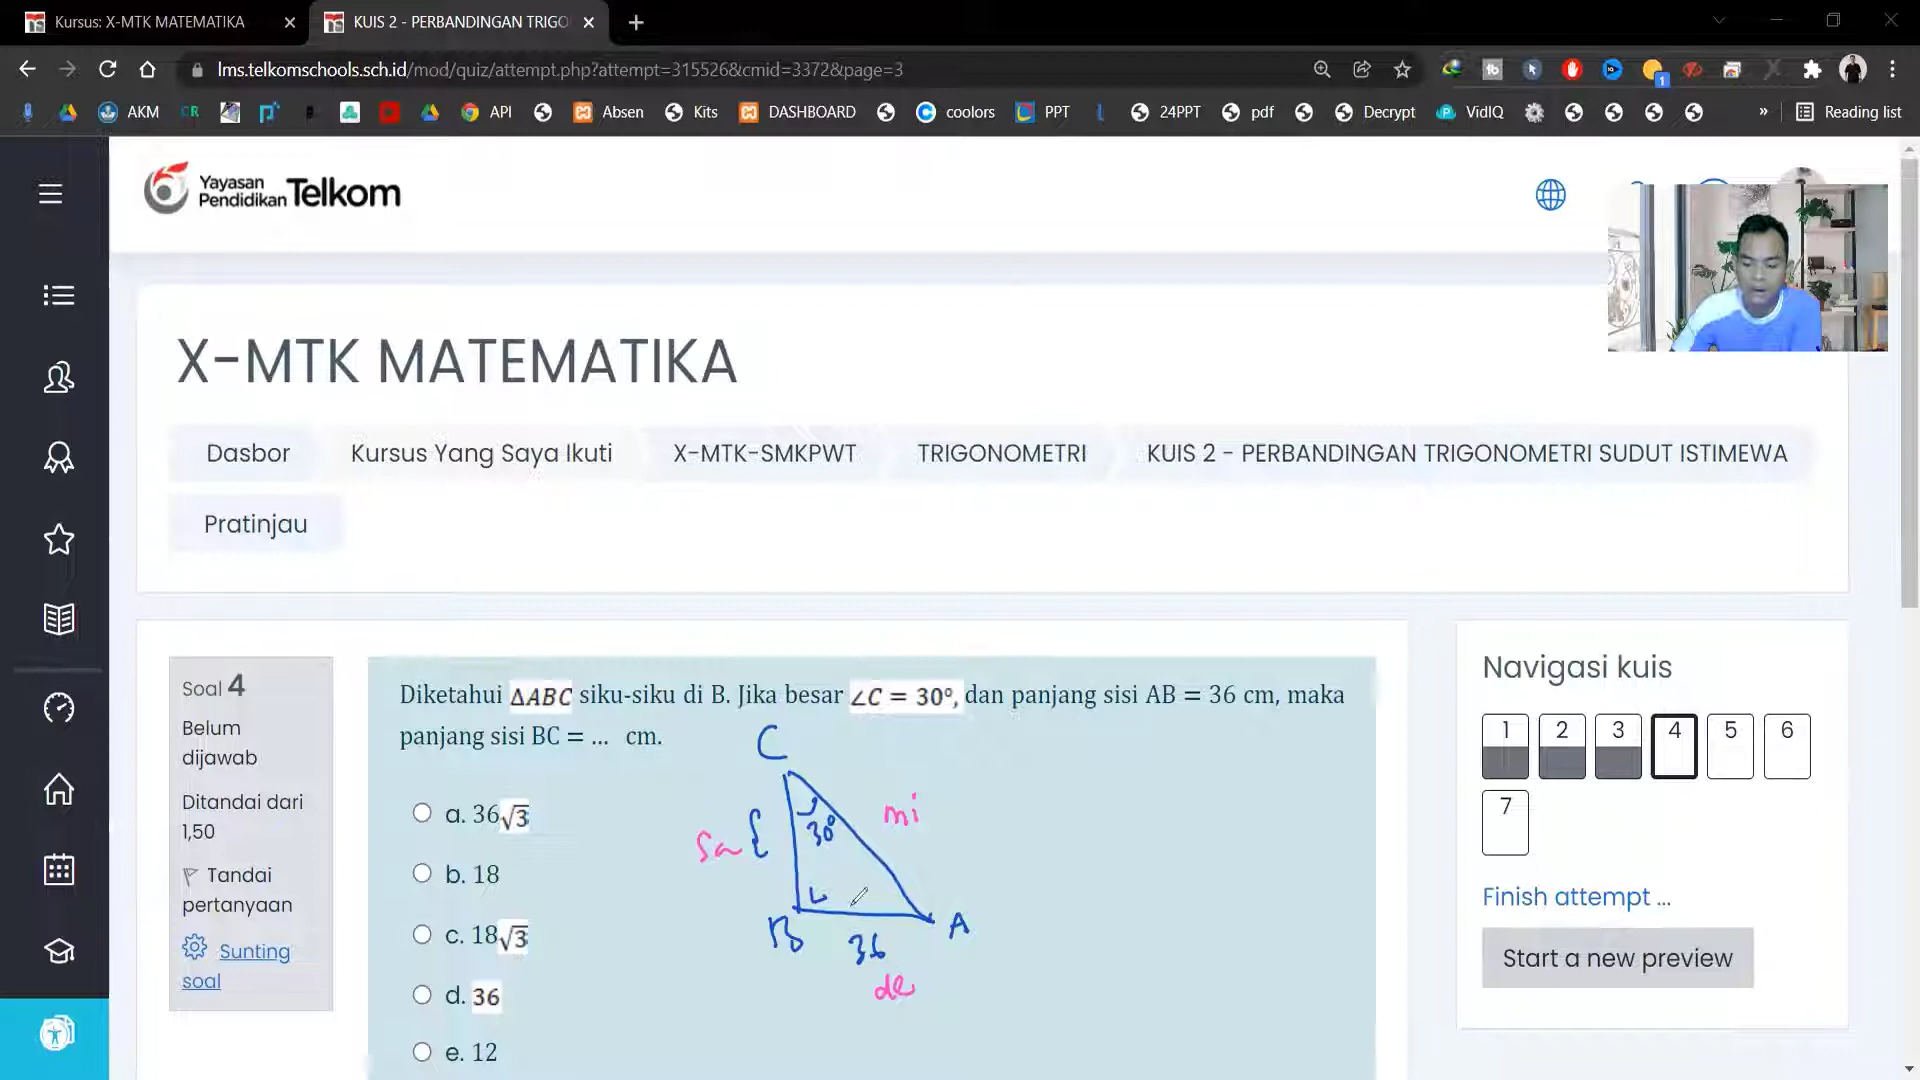 Kursus: X-MTK MATEMATIKA
KUIS 2 - PERBANDINGAN TRIGO
lms.telkomschools.sch.id/mod/quiz/attempt.php?attempt=315526&cmid=3372&page=3
AKM
CR
API
Absen
Kits
DASHBOARD
coolors
PPT
24PPT
pdf
Decrypt
VidIQ
»
Reading list
Yayasan
Pendidikan Telkom
X-MTK MATEMATIKA
Dasbor
Kursus Yang Saya Ikuti
X-MTK-SMKPWT
TRIGONOMETRI
KUIS 2 - PERBANDINGAN TRIGONOMETRI SUDUT ISTIMEWA
Pratinjau
Soal 4
Belum
dijawab
Ditandai dari
1,50
Tandai
pertanyaan
Sunting
soal
Diketahui ΔABC siku-siku di B. Jika besar ∠C = 30°, dan panjang sisi AB = 36 cm, maka
panjang sisi BC = ... cm.
a. 36√3
b. 18
c. 18√3
d. 36
e. 12
C
30°
mi
sa
B
36
A
de
Navigasi kuis
1
2
3
4
5
6
7
Finish attempt ...
Start a new preview